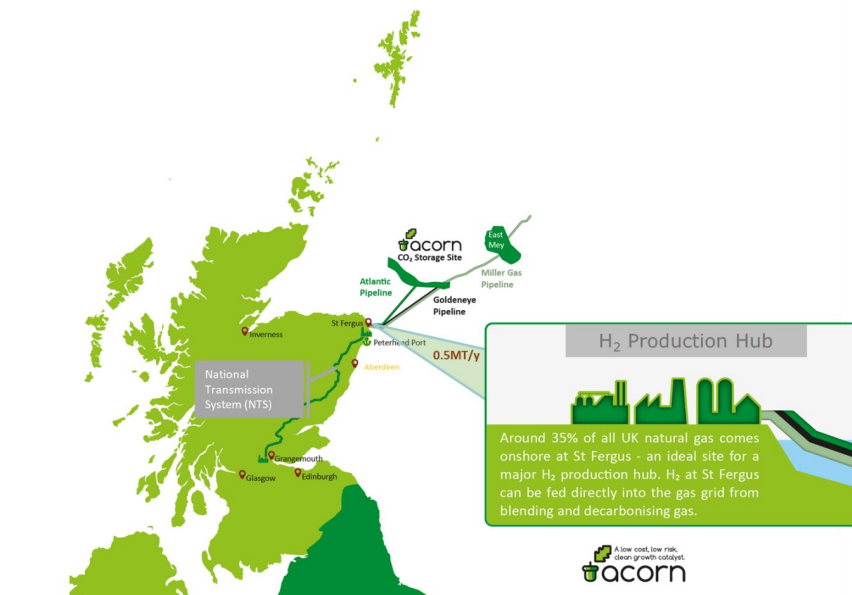 acorn
CO₂ Storage Site
East
Mey
Miller Gas
Pipeline
Atlantic
Pipeline
Goldeneye
Pipeline
St Fergus
Peterhead Port
Inverness
Aberdeen
0.5MT/y
National
Transmission
System (NTS)
Grangemouth
Glasgow
Edinburgh
H₂ Production Hub
Around 35% of all UK natural gas comes
onshore at St Fergus - an ideal site for a
major H₂ production hub. H₂ at St Fergus
can be fed directly into the gas grid from
blending and decarbonising gas.
A low cost, low risk,
clean growth catalyst.
acorn